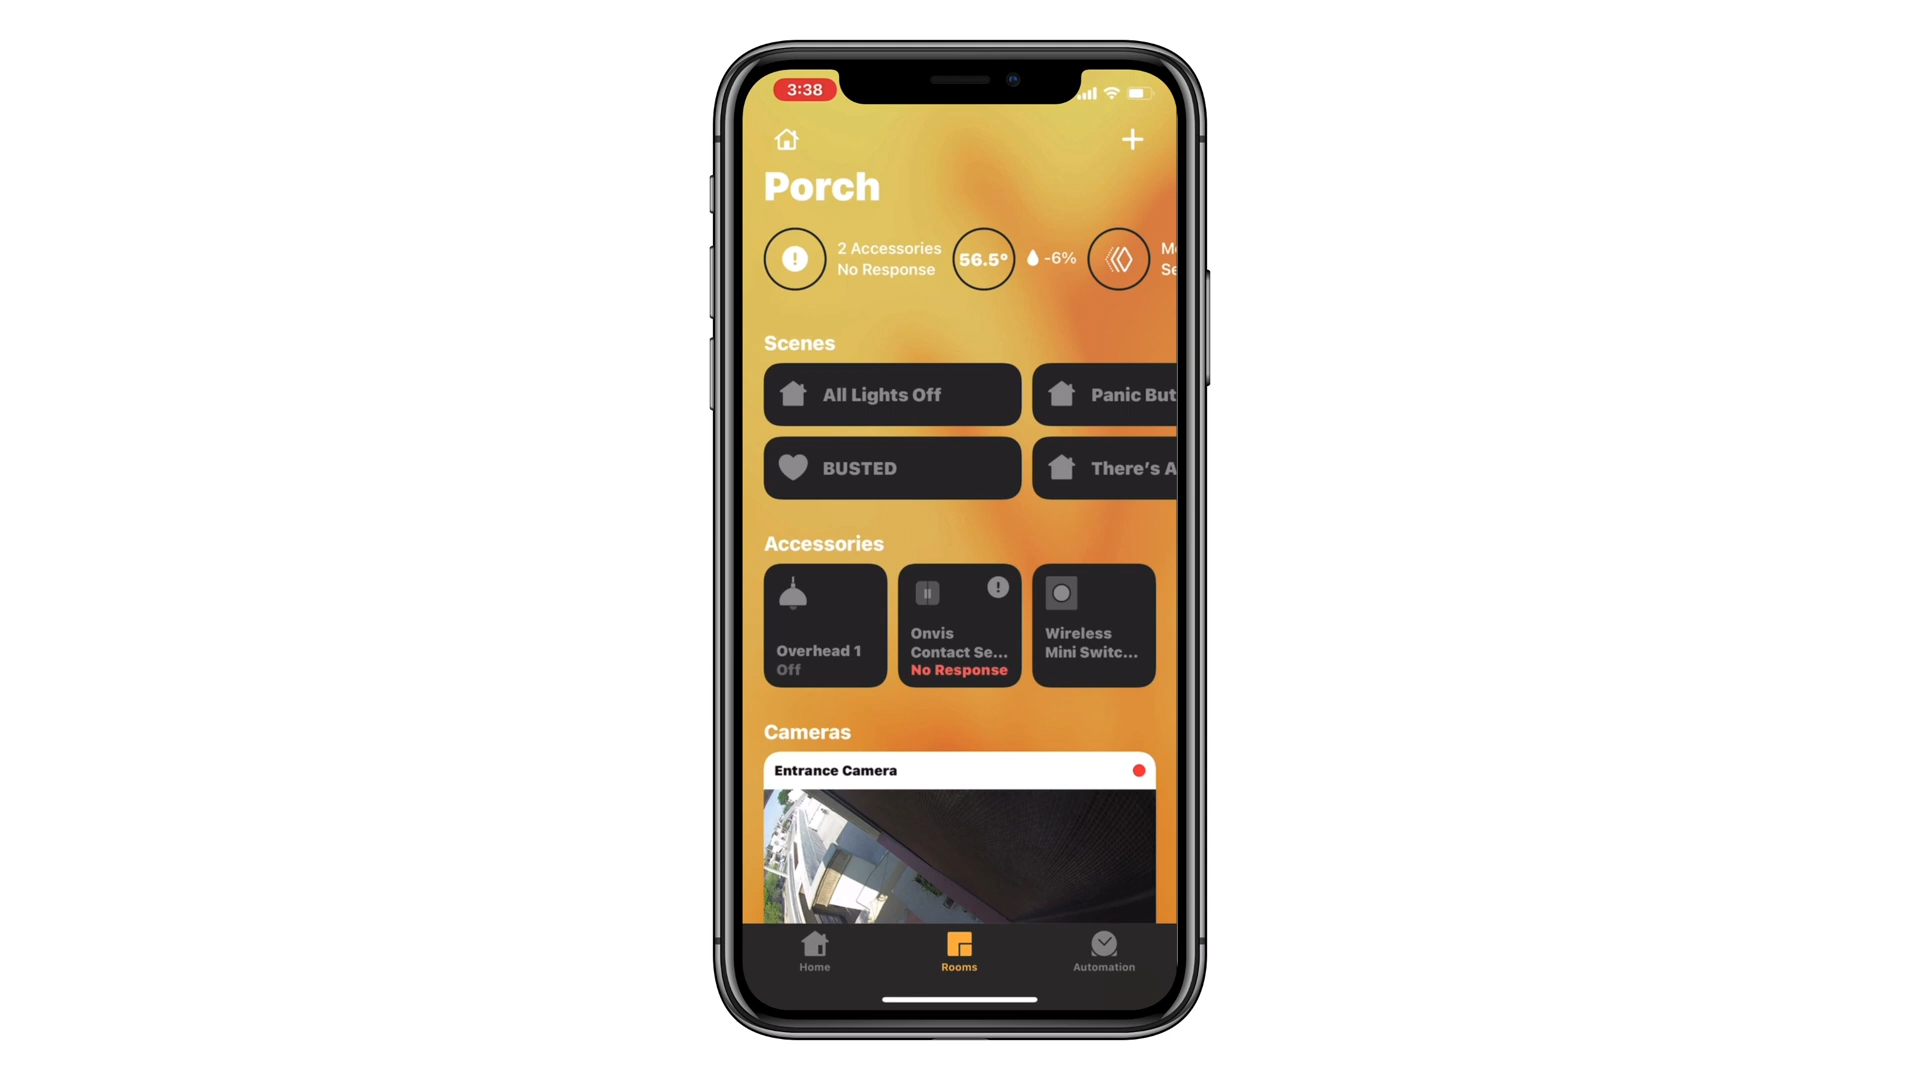 3:38
Porch
2 Accessories
No Response
56.5°
-6%
Scenes
All Lights Off
Panic But
BUSTED
There's A
Accessories
Overhead 1
Off
Onvis
Contact Se...
No Response
Wireless
Mini Switc...
Cameras
Entrance Camera
Home
Rooms
Automation